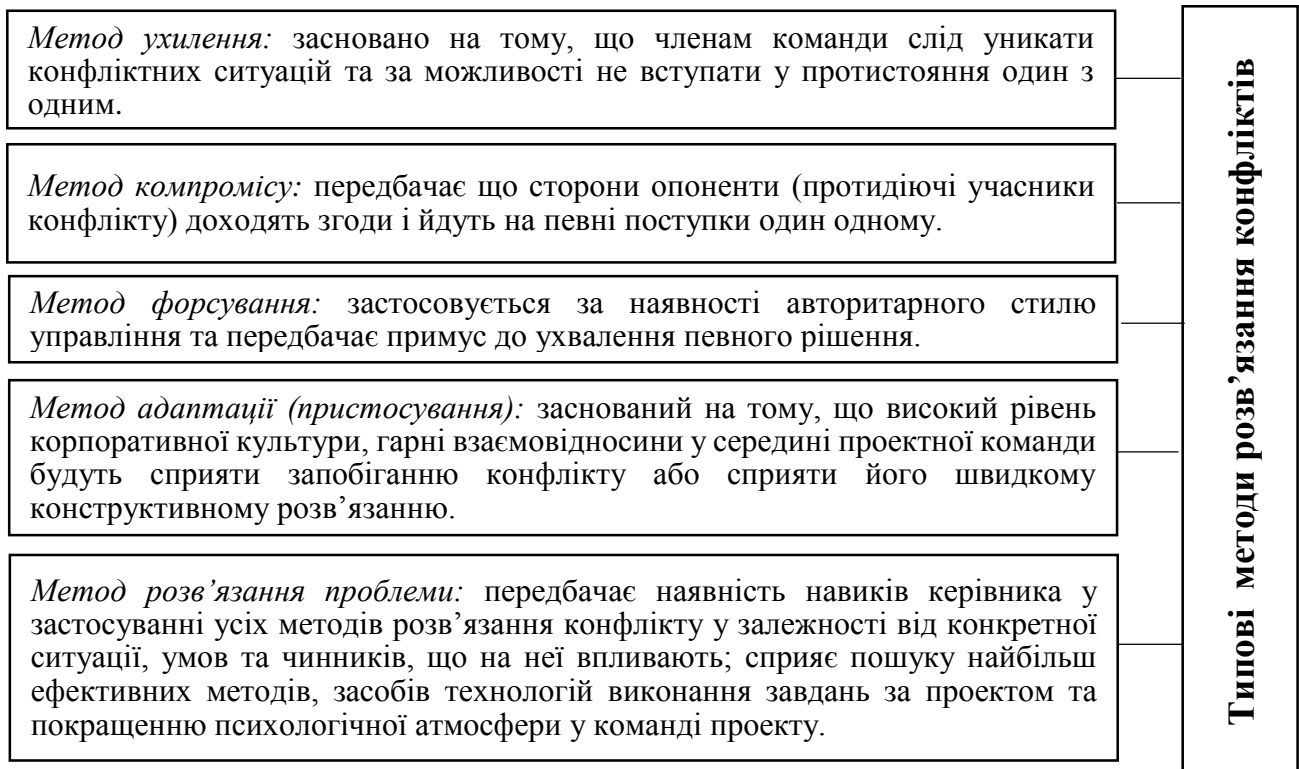 Метод ухилення: засновано на тому, що членам команди слід уникати
конфліктних ситуацій та за можливості не вступати у протистояння один з
одним.
Метод компромісу: передбачає що сторони опоненти (протидіючі учасники
конфлікту) доходять згоди і йдуть на певні поступки один одному.
Метод форсування: застосовується за наявності авторитарного стилю
управління та передбачає примус до ухвалення певного рішення.
Метод адаптації (пристосування): заснований на тому, що високий рівень
корпоративної культури, гарні взаємовідносини у середині проектної команди
будуть сприяти запобіганню конфлікту або сприяти його швидкому
конструктивному розв’язанню.
Метод розв’язання проблеми: передбачає наявність навиків керівника у
застосуванні усіх методів розв’язання конфлікту у залежності від конкретної
ситуації, умов та чинників, що на неї впливають; сприяє пошуку найбільш
ефективних методів, засобів технологій виконання завдань за проектом та
покращенню психологічної атмосфери у команді проекту.
Типові методи розв’язання конфліктів